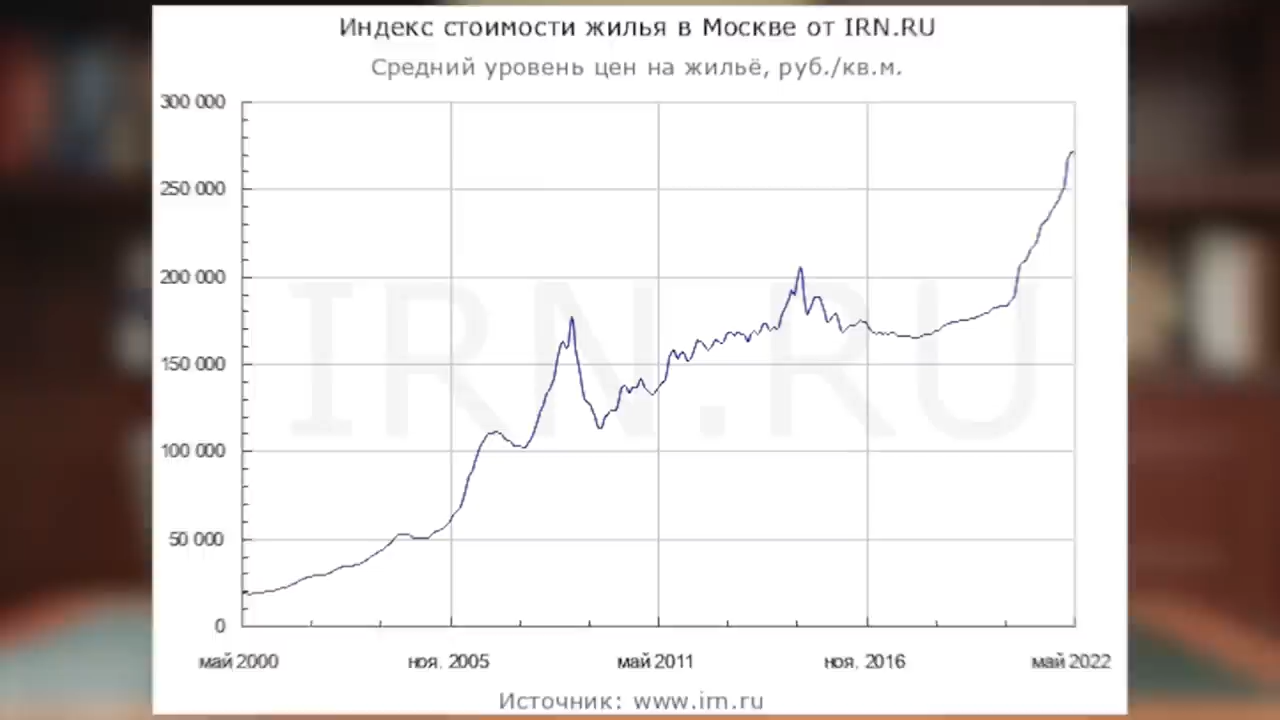 Индекс стоимости жилья в Москве от IRN.RU
Средний уровень цен на жильё, руб./кв.м.
300 000
250 000
200 000
IRN.RU
150 000
100 000
50 000
0
май 2000 ноя. 2005 май 2011 ноя. 2016 май 2022
Источник: www.irn.ru